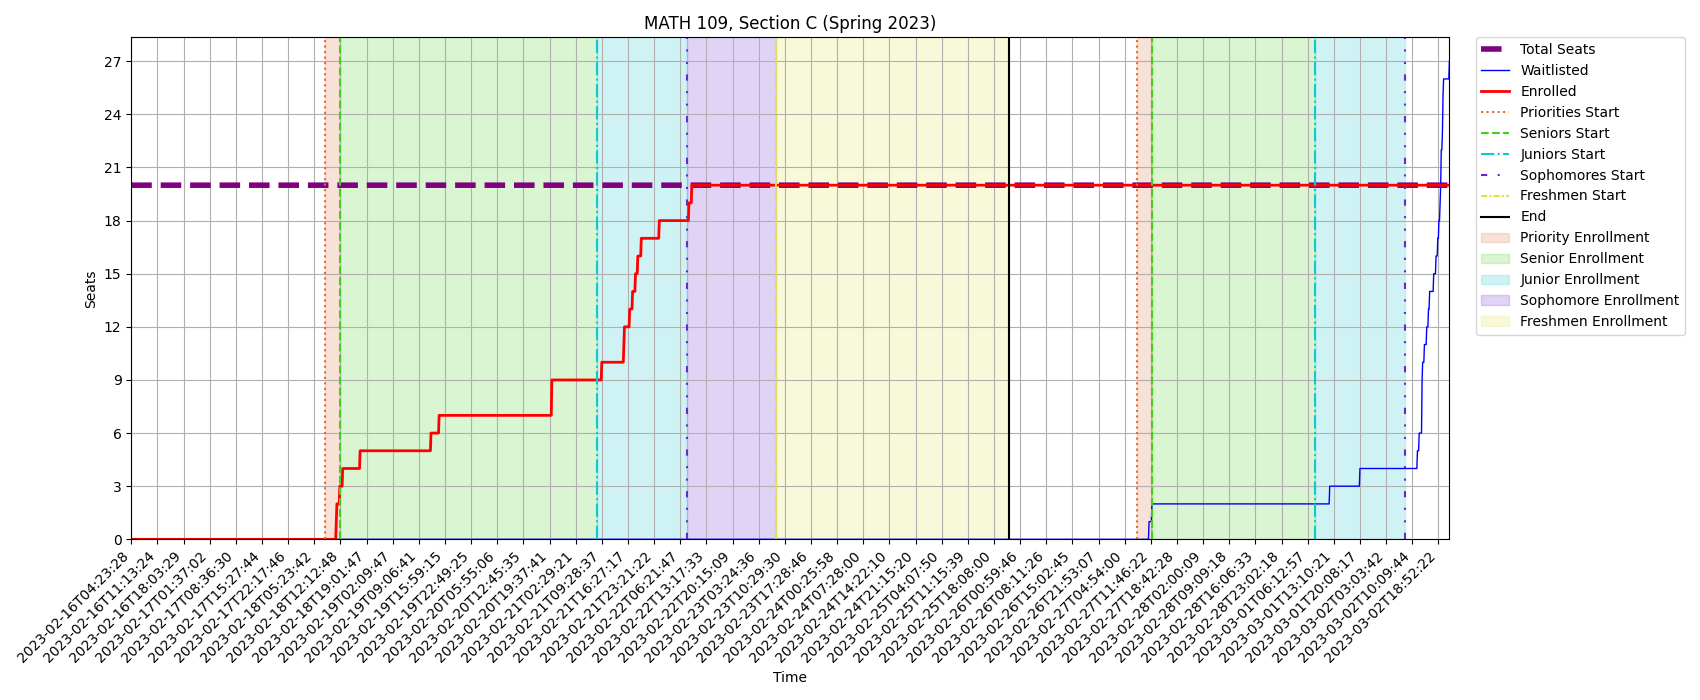 MATH 109, Section C (Spring 2023)
Seats
27
24
21
18
15
12
9
6
3
0
2023-02-16T04:23:28
2023-02-16T11:13:24
2023-02-16T18:03:29
2023-02-17T01:37:02
2023-02-17T08:36:30
2023-02-17T15:27:44
2023-02-17T22:17:46
2023-02-18T05:23:42
2023-02-18T12:12:48
2023-02-18T19:01:47
2023-02-19T02:09:47
2023-02-19T09:06:41
2023-02-19T15:59:15
2023-02-19T22:49:25
2023-02-20T05:55:06
2023-02-20T12:45:35
2023-02-20T19:37:41
2023-02-21T02:29:21
2023-02-21T09:28:37
2023-02-21T16:27:17
2023-02-21T23:21:22
2023-02-22T06:21:47
2023-02-22T13:17:33
2023-02-22T20:15:09
2023-02-23T03:24:36
2023-02-23T10:29:30
2023-02-23T17:28:46
2023-02-24T00:25:58
2023-02-24T07:28:00
2023-02-24T14:22:10
2023-02-24T21:15:20
2023-02-25T04:07:50
2023-02-25T11:15:39
2023-02-25T18:08:00
2023-02-26T00:59:46
2023-02-26T08:11:26
2023-02-26T15:02:45
2023-02-26T21:53:07
2023-02-27T04:54:00
2023-02-27T11:46:22
2023-02-27T18:42:28
2023-02-28T02:00:09
2023-02-28T09:09:18
2023-02-28T16:06:33
2023-02-28T23:02:18
2023-03-01T06:12:57
2023-03-01T13:10:21
2023-03-01T20:08:17
2023-03-02T03:03:42
2023-03-02T10:09:44
2023-03-02T18:52:22
Time
Total Seats
Waitlisted
Enrolled
Priorities Start
Seniors Start
Juniors Start
Sophomores Start
Freshmen Start
End
Priority Enrollment
Senior Enrollment
Junior Enrollment
Sophomore Enrollment
Freshmen Enrollment